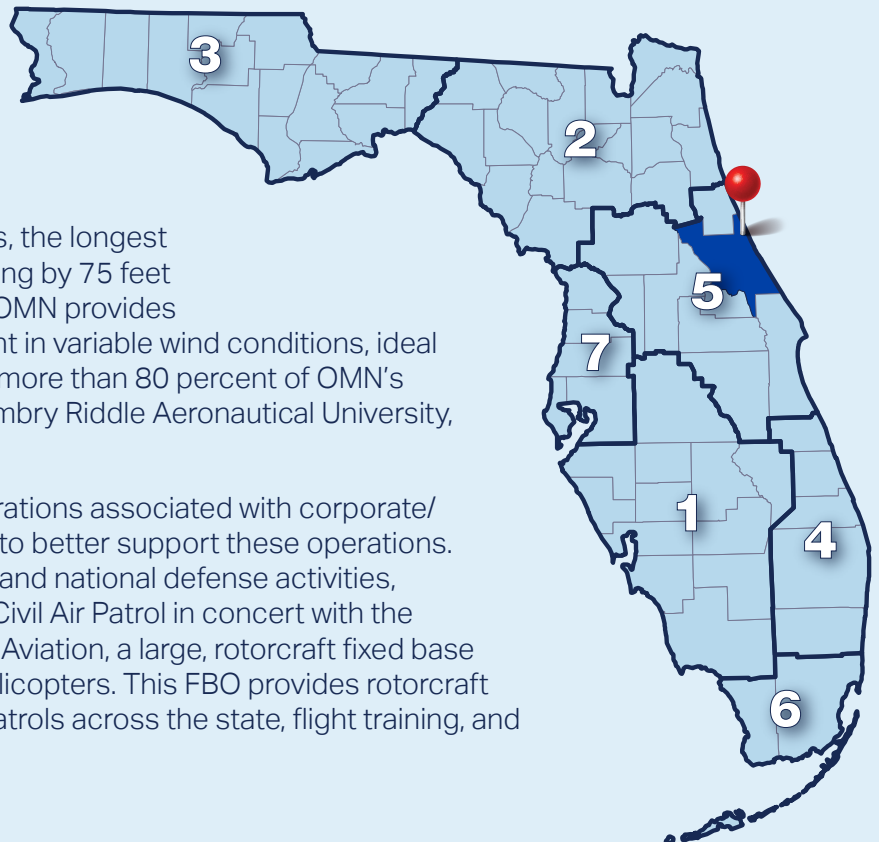 3
2
s, the longest
ng by 75 feet
OMN provides
5
nt in variable wind conditions, ideal
7
more than 80 percent of OMN's
mbry Riddle Aeronautical University,
rations associated with corporate/
1
to better support these operations.
4
and national defense activities,
Civil Air Patrol in concert with the
Aviation, a large, rotorcraft fixed base
elicopters. This FBO provides rotorcraft
6
atrols across the state, flight training, and